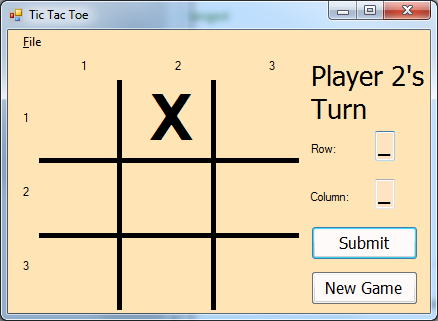 Tic Tac Toe
File
1 2 3
1
X
2
3
Player 2's
Turn
Row: _
Column: _
Submit
New Game